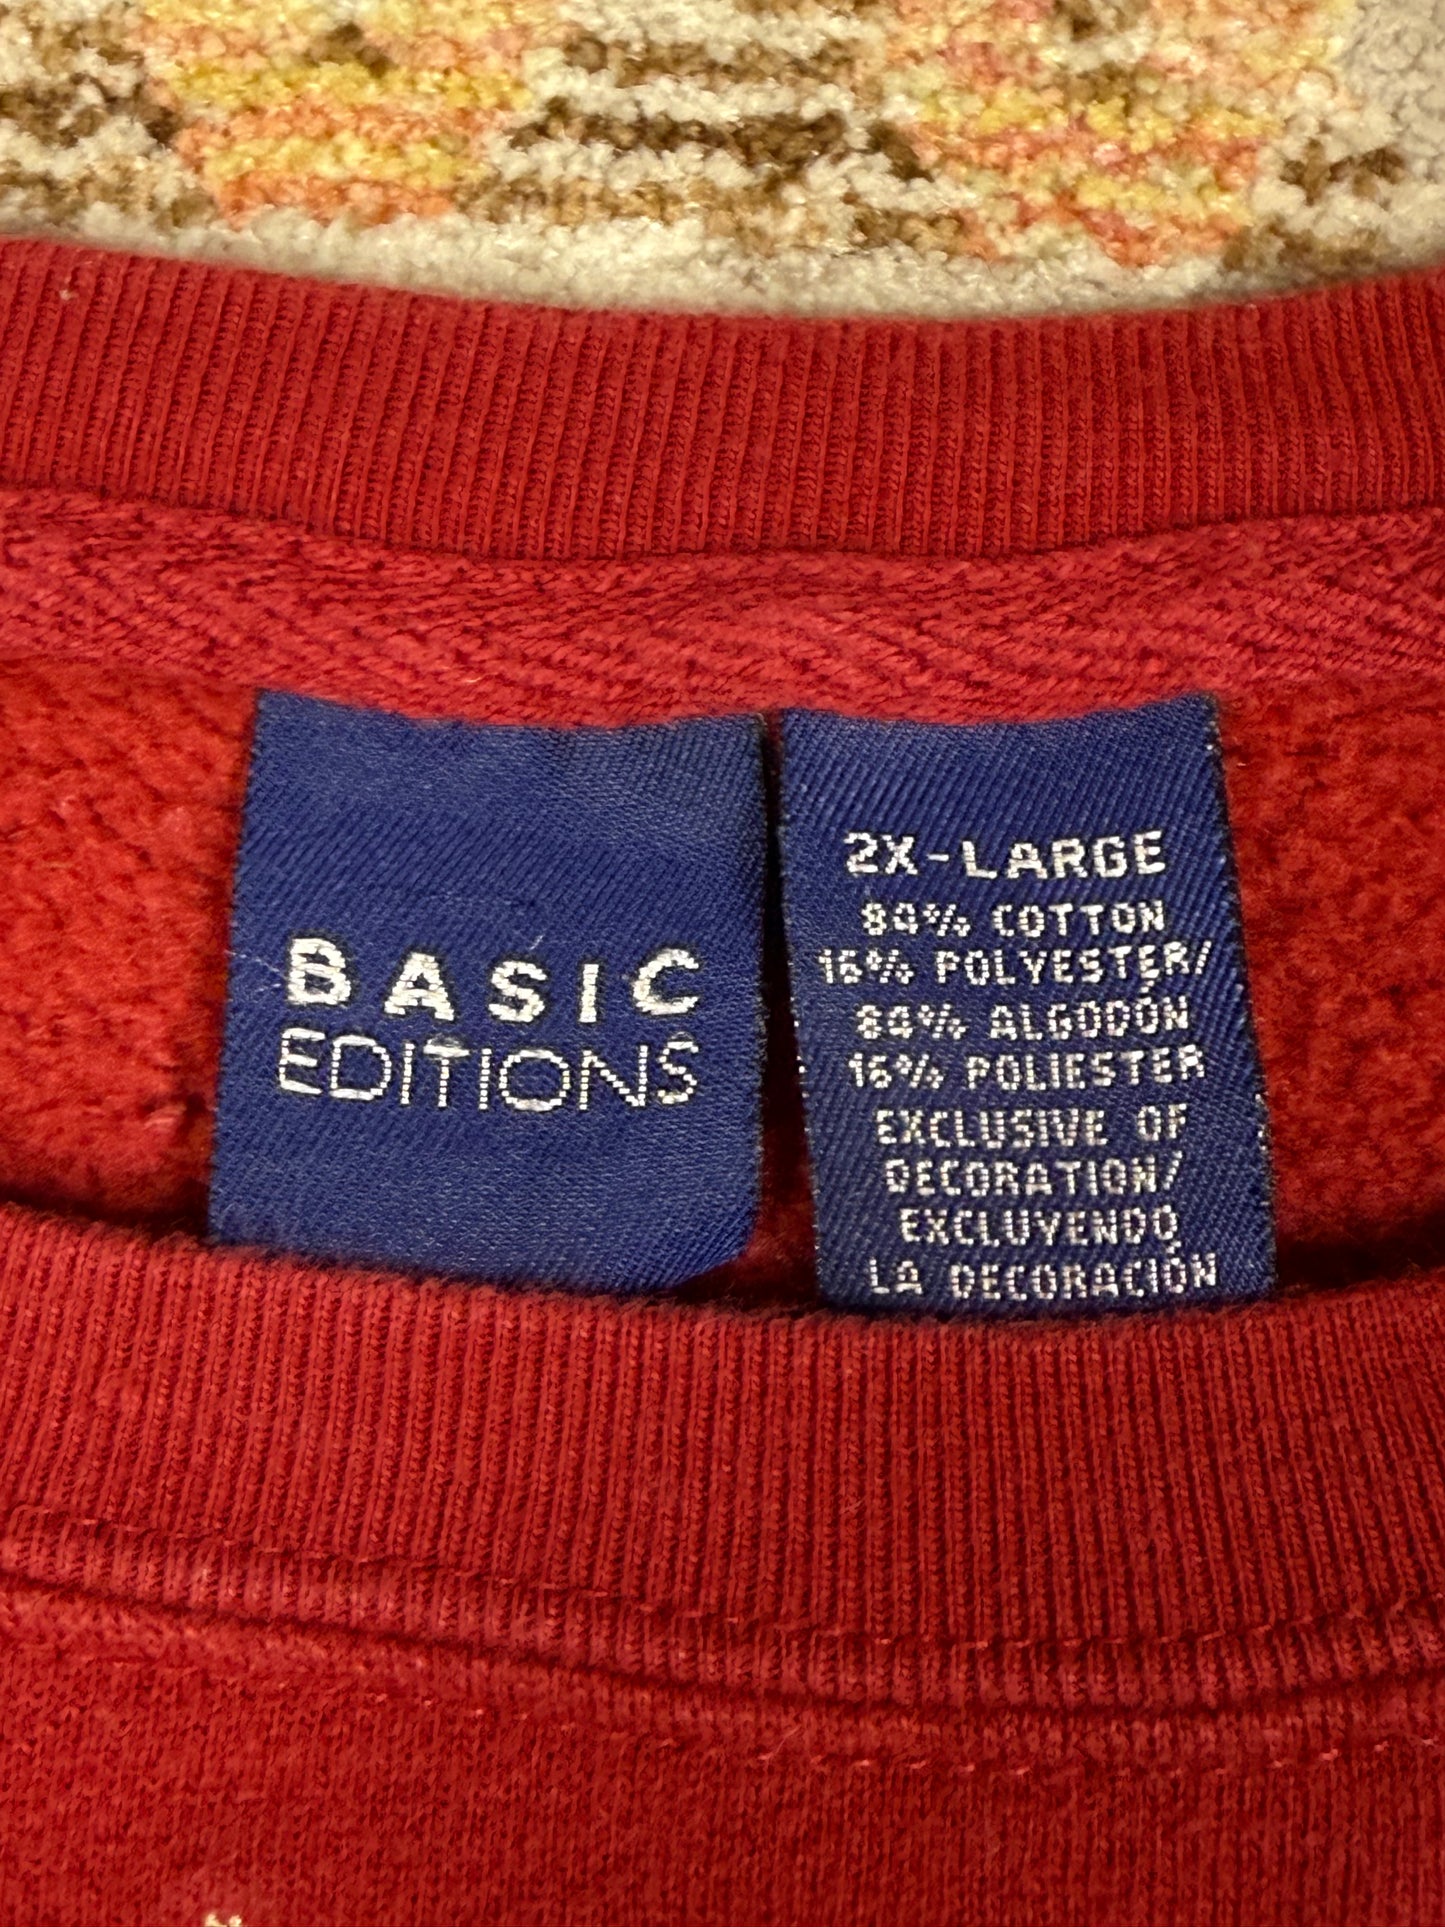 BASIC
EDITIONS
2X-LARGE
84% COTTON
16% POLYESTER/
84% ALGODÓN
16% POLIESTER
EXCLUSIVE OF
DECORATION/
EXCLUYENDO
LA DECORACIÓN